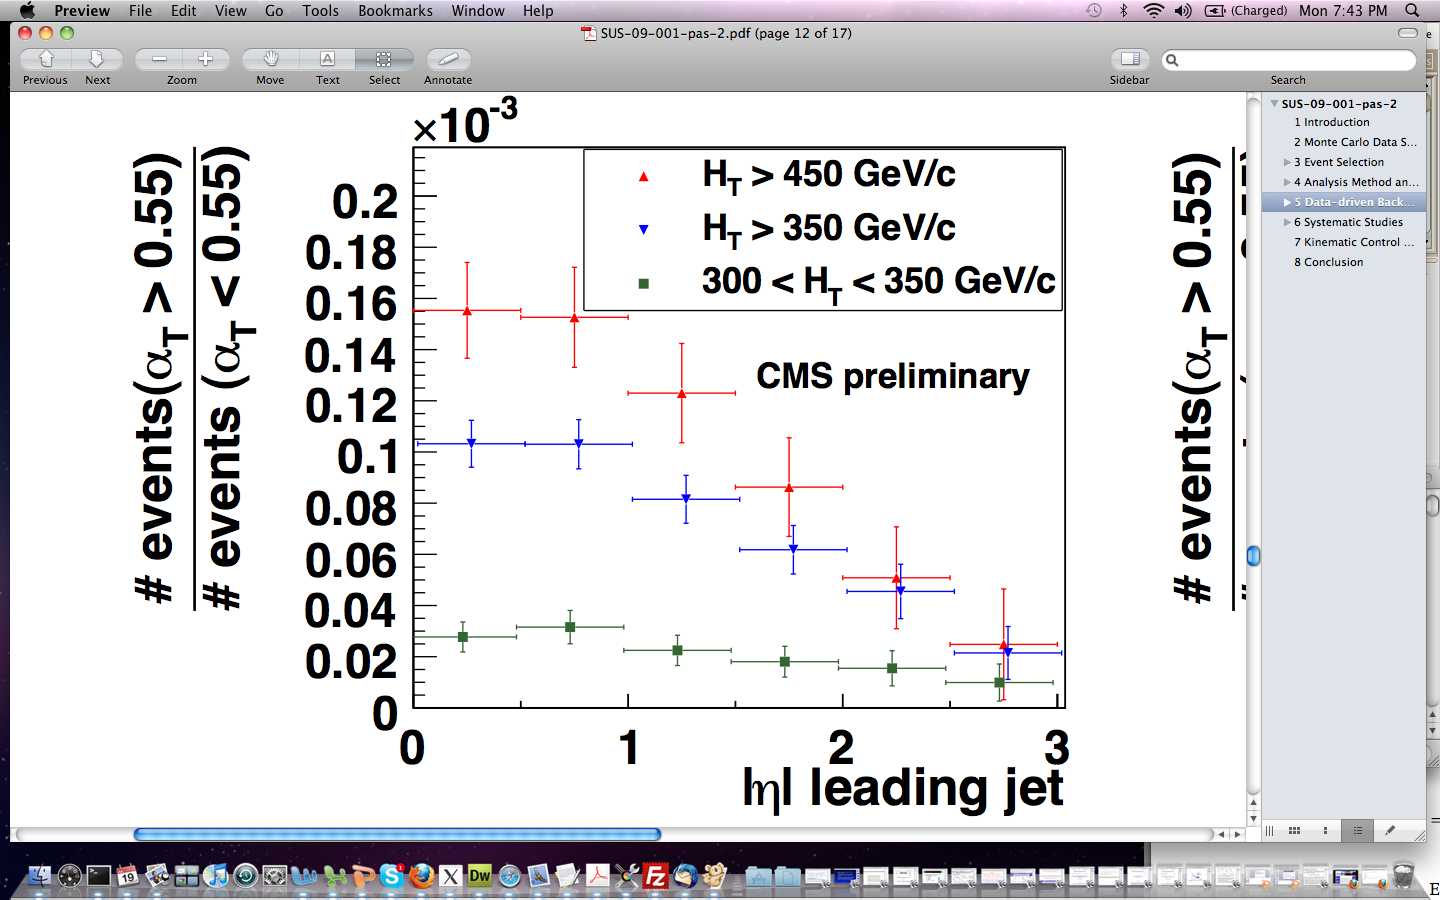 Preview File Edit View Go Tools Bookmarks Window Help (Charged) Mon 7:43 PM
SUS-09-001-pas-2.pdf (page 12 of 17)
Previous Next Zoom Move Text Select Annotate Sidebar Search
SUS-09-001-pas-2
1 Introduction
2 Monte Carlo Data S...
3 Event Selection
4 Analysis Method an...
5 Data-driven Back...
6 Systematic Studies
7 Kinematic Control ...
8 Conclusion
×10-3
# events(αT > 0.55)
# events (αT < 0.55)
HT > 450 GeV/c
HT > 350 GeV/c
300 < HT < 350 GeV/c
CMS preliminary
0.2
0.18
0.16
0.14
0.12
0.1
0.08
0.06
0.04
0.02
0
0 1 2 3
|η| leading jet
# events(αT > 0.55)
19
Dw
Fz